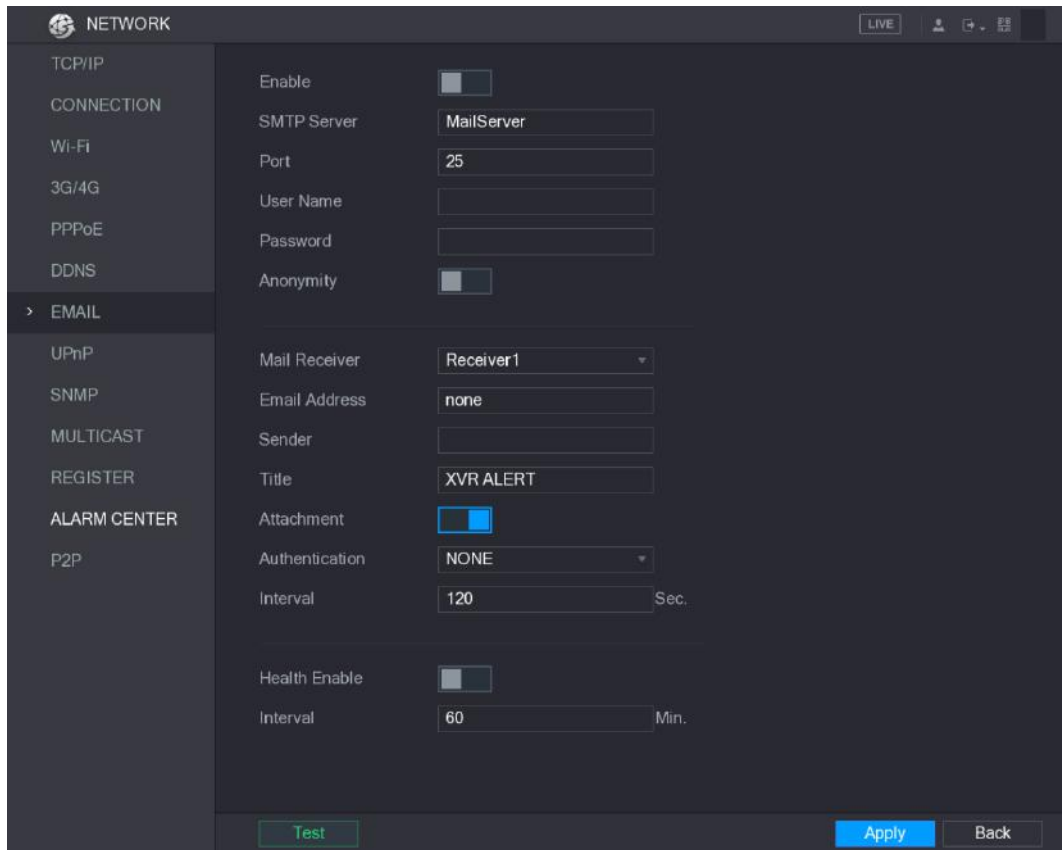 NETWORK
LIVE
TCP/IP
CONNECTION
Wi-Fi
3G/4G
PPPoE
DDNS
EMAIL
UPnP
SNMP
MULTICAST
REGISTER
ALARM CENTER
P2P
Enable
SMTP Server MailServer
Port 25
User Name
Password
Anonymity
Mail Receiver Receiver1
Email Address none
Sender
Title XVR ALERT
Attachment
Authentication NONE
Interval 120 Sec.
Health Enable
Interval 60 Min.
Test Apply Back